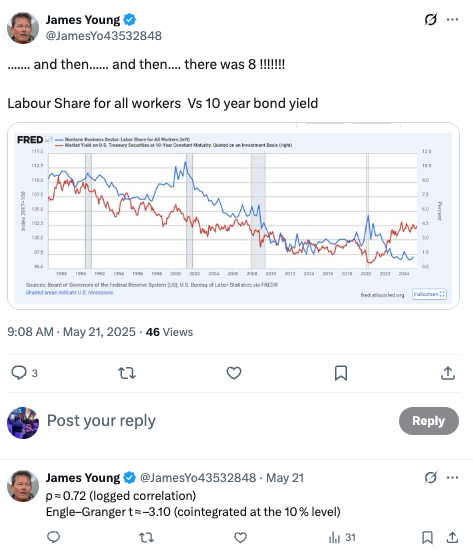 James Young
@JamesYo43532848
....... and then...... and then.... there was 8 !!!!!!!
Labour Share for all workers Vs 10 year bond yield
FRED
Nonfarm Business Sector: Labor Share for All Workers (left)
Market Yield on U.S. Treasury Securities at 10-Year Constant Maturity, Quoted on an Investment Basis (right)
115.0
112.5
110.0
107.5
105.0
102.5
100.0
97.5
95.0
Index 2017=100
12.0
10.5
9.0
7.5
6.0
4.5
3.0
1.5
0.0
Percent
1988 1990 1992 1994 1996 1998 2000 2002 2004 2006 2008 2010 2012 2014 2016 2018 2020 2022 2024
Sources: Board of Governors of the Federal Reserve System (US); U.S. Bureau of Labor Statistics via FRED®
Shaded areas indicate U.S. recessions.
fred.stlouisfed.org
Fullscreen
9:08 AM · May 21, 2025 · 46 Views
3
Post your reply
Reply
James Young @JamesYo43532848 · May 21
ρ≈0.72 (logged correlation)
Engle–Granger t≈–3.10 (cointegrated at the 10 % level)
31